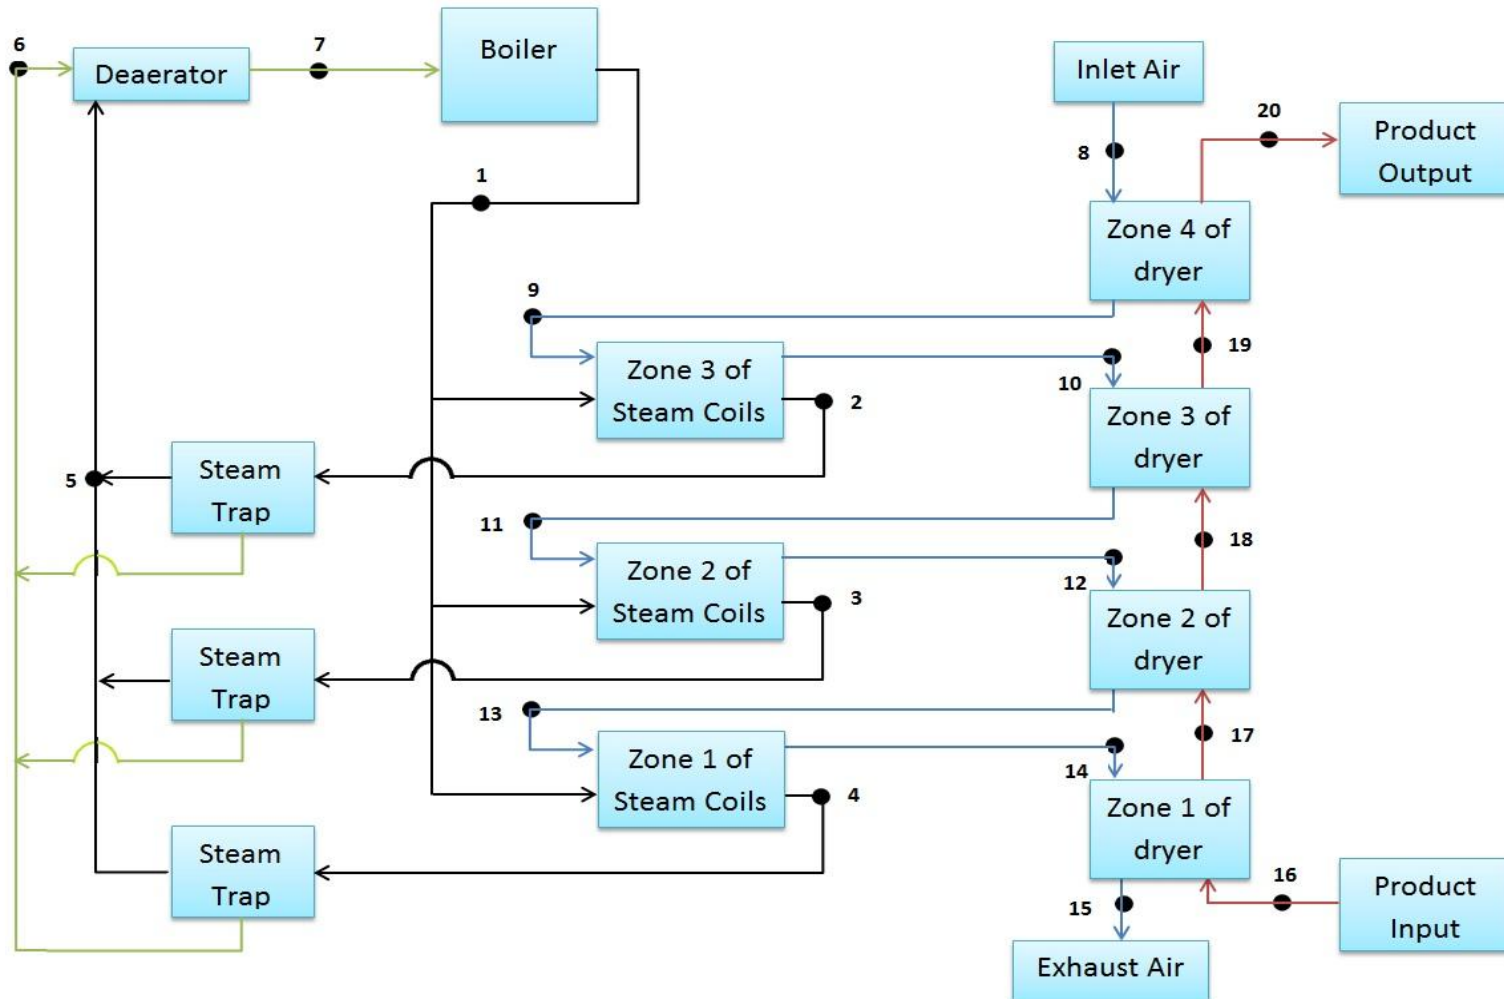 6
7
Deaerator
Boiler
Inlet Air
20
Product
Output
8
1
Zone 4 of
dryer
9
Zone 3 of
Steam Coils
2
10
19
Zone 3 of
dryer
Steam
Trap
5
11
18
Zone 2 of
Steam Coils
3
12
Zone 2 of
dryer
Steam
Trap
13
17
Zone 1 of
Steam Coils
4
14
Zone 1 of
dryer
Steam
Trap
15
16
Product
Input
Exhaust Air